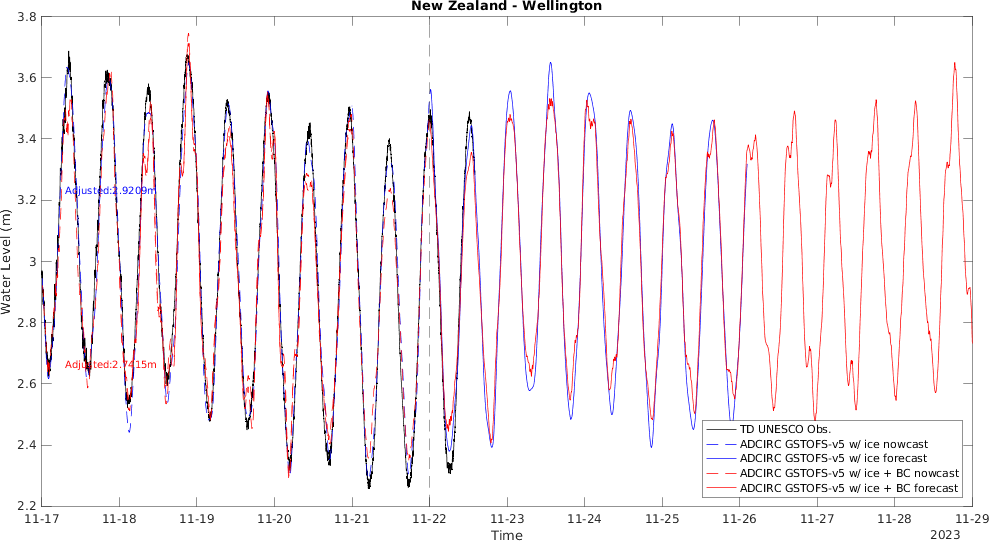 New Zealand - Wellington
3.8
3.6
3.4
3.2
3
2.8
2.6
2.4
2.2
Water Level (m)
Adjusted:2.9209m
Adjusted:2.7415m
TD UNESCO Obs.
ADCIRC GSTOFS-v5 w/ ice nowcast
ADCIRC GSTOFS-v5 w/ ice forecast
ADCIRC GSTOFS-v5 w/ ice + BC nowcast
ADCIRC GSTOFS-v5 w/ ice + BC forecast
11-17 11-18 11-19 11-20 11-21 11-22 11-23 11-24 11-25 11-26 11-27 11-28 11-29
Time
2023